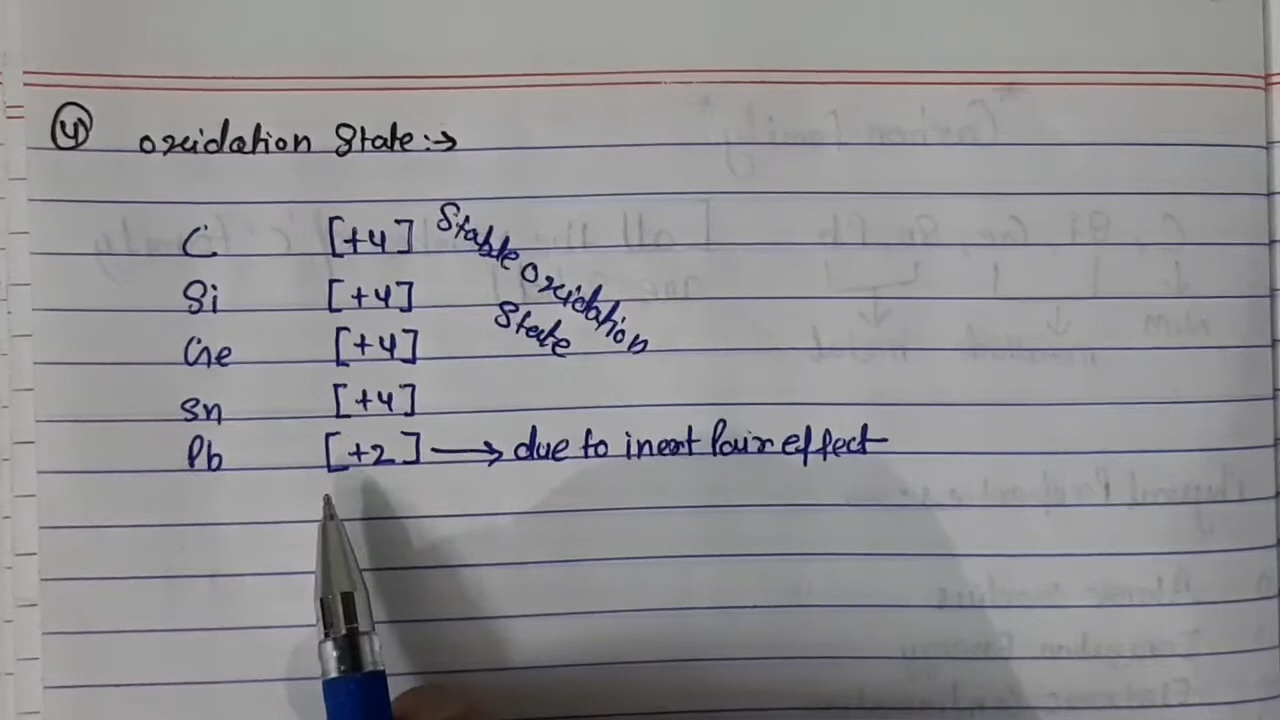 4 oxidation State:→
C [+4] Stable oxidation State
Si [+4]
Ge [+4]
Sn [+4]
Pb [+2] → due to inert Pair effect